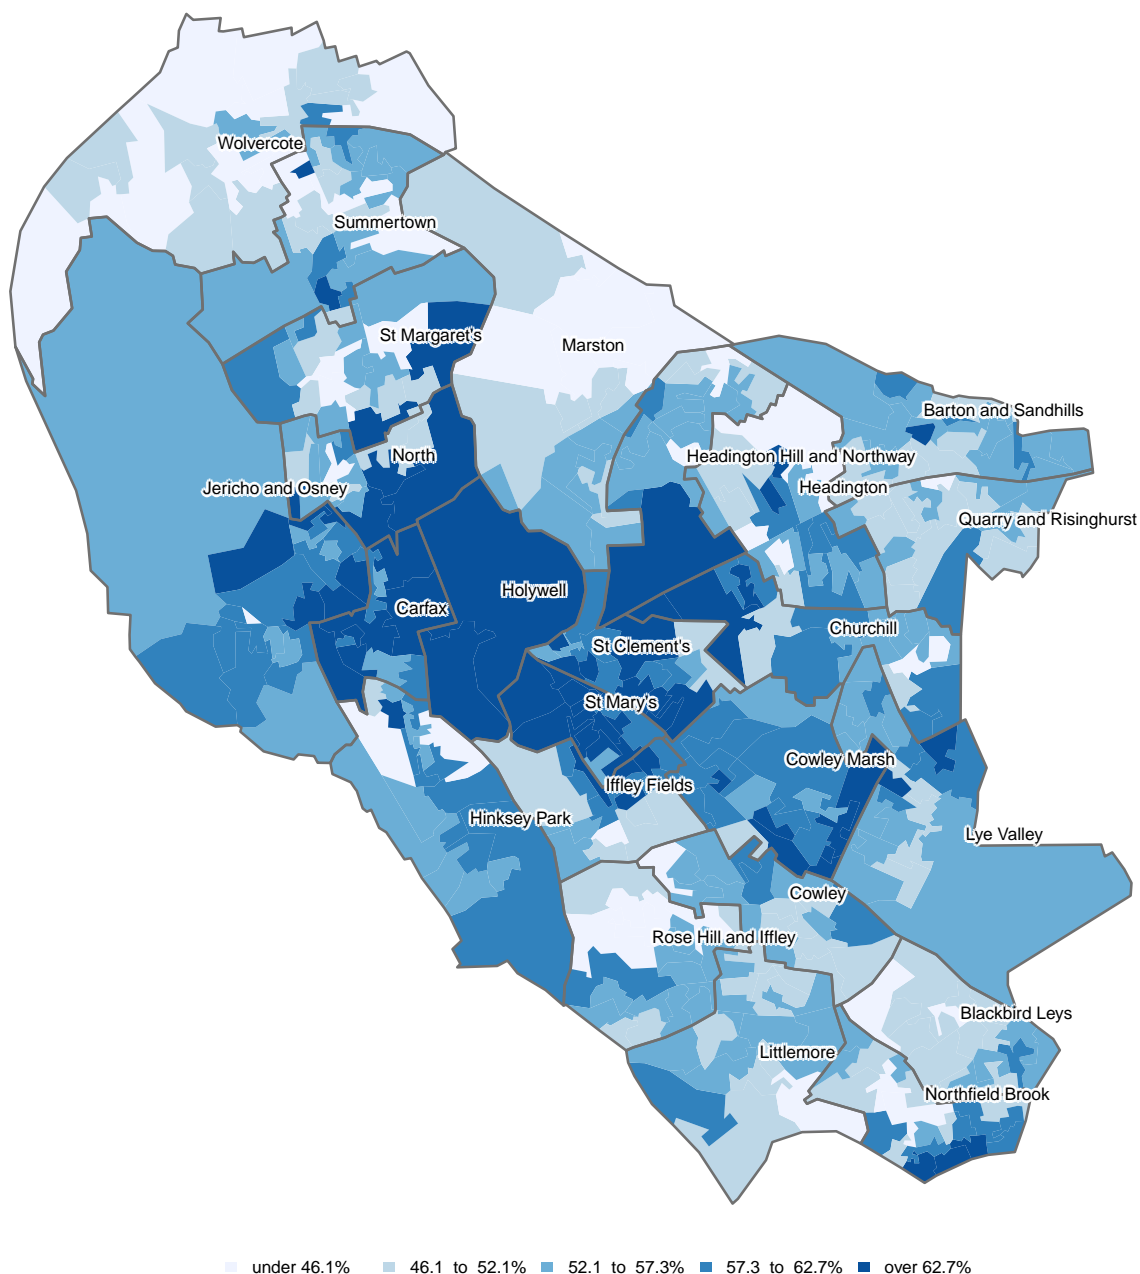 Wolvercote
Summertown
St Margaret's
Marston
Barton and Sandhills
North
Headington Hill and Northway
Jericho and Osney
Headington
Quarry and Risinghurst
Holywell
Carfax
Churchill
St Clement's
St Mary's
Cowley Marsh
Iffley Fields
Hinksey Park
Lye Valley
Cowley
Rose Hill and Iffley
Blackbird Leys
Littlemore
Northfield Brook
under 46.1% 46.1 to 52.1% 52.1 to 57.3% 57.3 to 62.7% over 62.7%